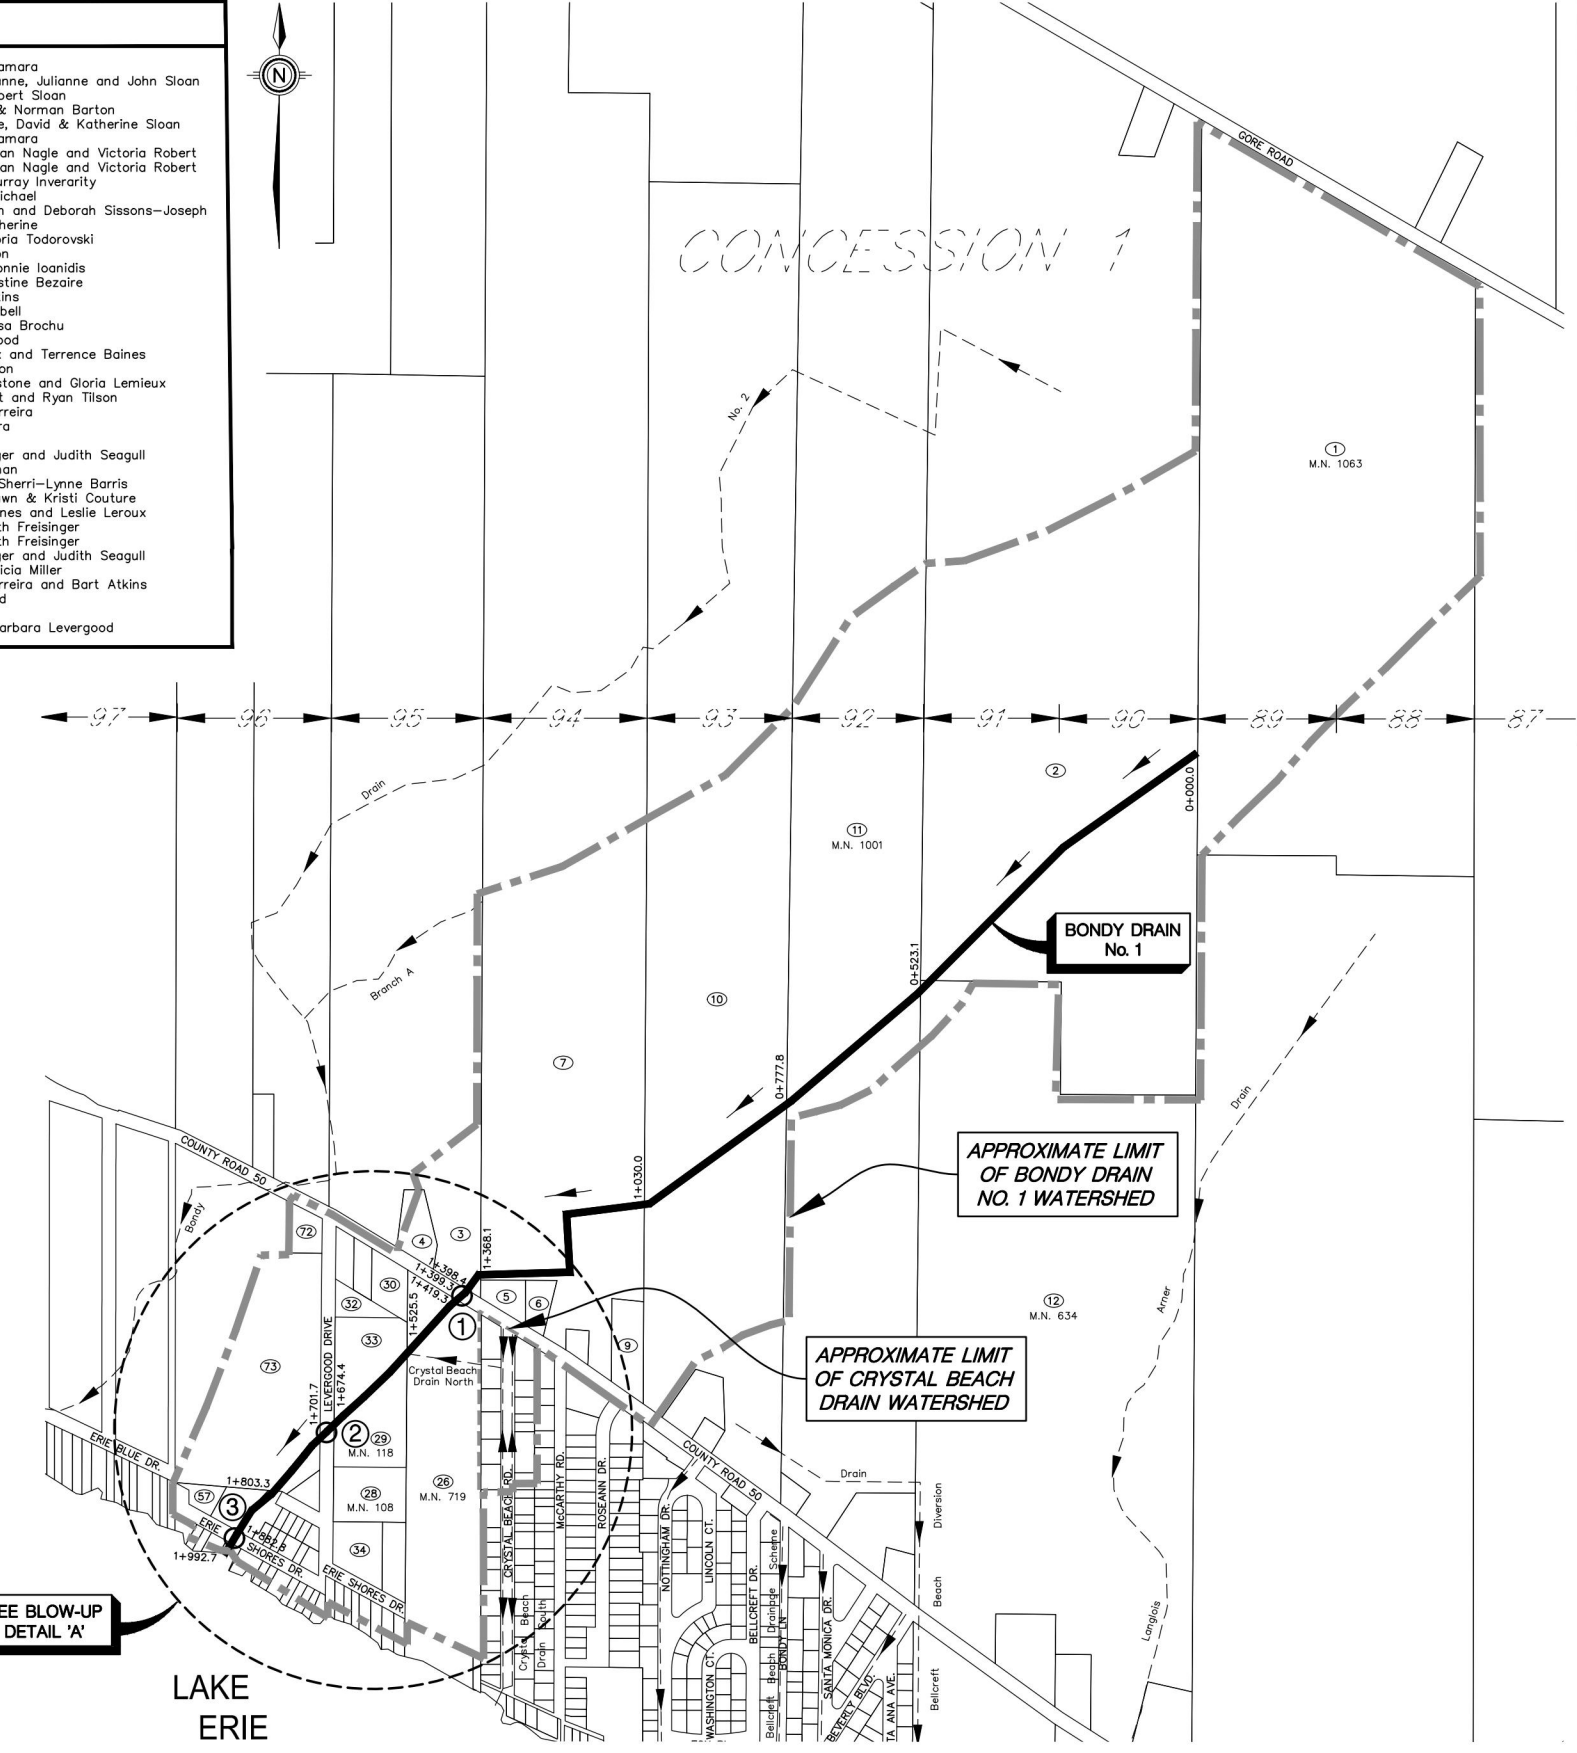 amara
anne, Julianne and John Sloan
bert Sloan
& Norman Barton
e, David & Katherine Sloan
amara
an Nagle and Victoria Robert
an Nagle and Victoria Robert
urray Inverarity
ichael
n and Deborah Sissons-Joseph
herine
oria Todorovski
on
onnie Ioanidis
stine Bezaire
ins
bell
sa Brochu
ood
and Terrence Baines
on
stone and Gloria Lemieux
t and Ryan Tilson
rreira
ra
ger and Judith Seagull
nan
Sherri-Lynne Barris
wn & Kristi Couture
nes and Leslie Leroux
th Freisinger
th Freisinger
ger and Judith Seagull
icia Miller
rreira and Bart Atkins
d
arbara Levergood
N
GORE ROAD
CONCESSION 1
No. 2
1
M.N. 1063
97
96
95
94
93
92
91
90
89
88
87
2
0+000.0
Drain
11
M.N. 1001
BONDY DRAIN
No. 1
0+523.1
Branch A
10
7
0+777.8
Drain
COUNTY ROAD 50
APPROXIMATE LIMIT
OF BONDY DRAIN
NO. 1 WATERSHED
1+030.0
Bondy
72
4
3
1+368.1
1+398.4
1+399.3
1+419.3
30
5
6
32
1+525.5
1
12
M.N. 634
Arner
33
9
LEVERGOOD DRIVE
1+674.4
1+701.7
73
Crystal Beach
Drain North
APPROXIMATE LIMIT
OF CRYSTAL BEACH
DRAIN WATERSHED
2
29
M.N. 118
ERIE BLUE DR.
1+803.3
57
3
28
M.N. 108
26
M.N. 719
COUNTY ROAD 50
Drain
ERIE
SHORES DR.
1+882.8
1+992.7
34
ERIE SHORES DR.
CRYSTAL BEACH RD.
McCARTHY RD.
ROSEANN DR.
NOTTINGHAM DR.
LINCOLN CT.
WASHINGTON CT.
BELLCREFT DR.
Bellcreft Beach Drainage Scheme
BONDY LN
SANTA MONICA DR.
BEVERLY BLVD.
TA ANA AVE.
Bellcreft Beach Diversion
Crystal Beach
Drain South
Langlois
EE BLOW-UP
DETAIL 'A'
LAKE
ERIE